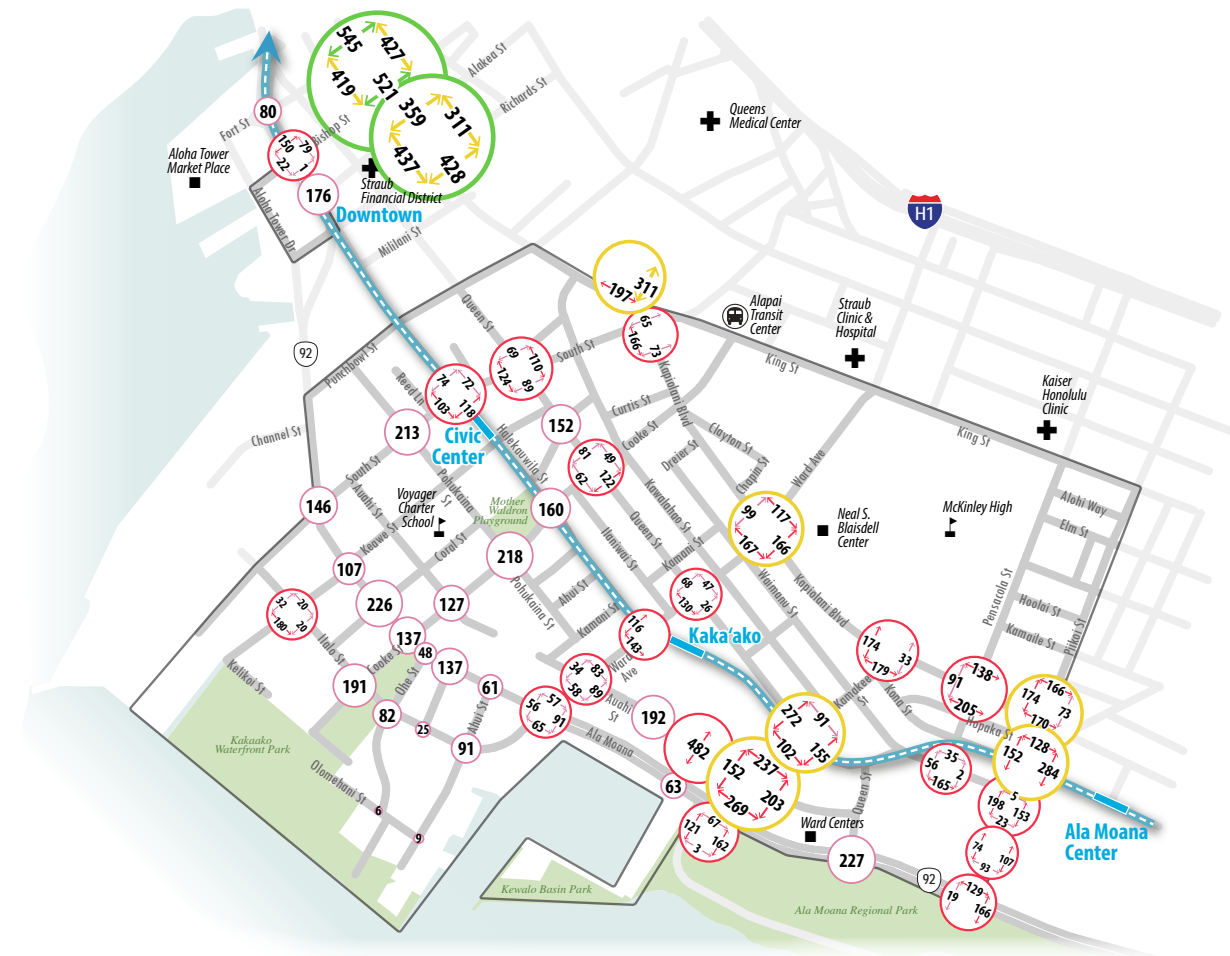 545
427
419
521
359
311
437
428
Alakea St
Richards St
Queens
Medical Center
80
Fort St
Bishop St
150
79
22
1
Aloha Tower
Market Place
Straub
Financial District
176
Downtown
Aloha Tower Dr
Mililani St
H1
311
197
65
166
73
Alapai
Transit
Center
Straub
Clinic &
Hospital
Kaiser
Honolulu
Clinic
Queen St
92
Punchbowl St
South St
King St
King St
69
110
124
89
Reed Ln
74
72
103
118
Kapiolani Blvd
Curtis St
Cooke St
Dreier St
Clayton St
Chapin St
Ward Ave
Channel St
213
Civic
Center
152
Halekauwila St
81
49
62
122
South St
Auahi St
Pohukaina
St
Kawaiahao St
Queen St
146
Voyager
Charter
School
Mother
Waldron
Playground
160
99
117
167
166
Neal S.
Blaisdell
Center
McKinley High
Alohi Way
Elm St
Keawe St
Coral St
218
Ilaniwai St
Kamani St
Waimanu St
Kapiolani Blvd
Pensacola St
Hoolai St
Kamaile St
Piikoi St
107
226
127
Pohukaina St
Ahui St
Kamani St
68
47
130
26
32
20
180
20
Ilalo St
137
48
Cooke St
137
116
143
Kaka‘ako
Ward
Ave
174
33
179
Kelikoi St
191
Ohe St
61
34
83
58
89
Kamakee
St
Kona St
138
91
205
166
174
73
170
82
25
Ahui St
91
56
57
91
65
Auahi
St
192
Ala Moana
482
272
91
102
155
Hopaka St
128
152
284
Kakaako
Waterfront Park
Olomehani St
63
152
237
269
203
35
56
2
165
Queen St
6
9
121
67
162
3
Ward Centers
5
198
153
23
Ala Moana
Center
227
74
107
93
92
129
19
166
Kewalo Basin Park
Ala Moana Regional Park